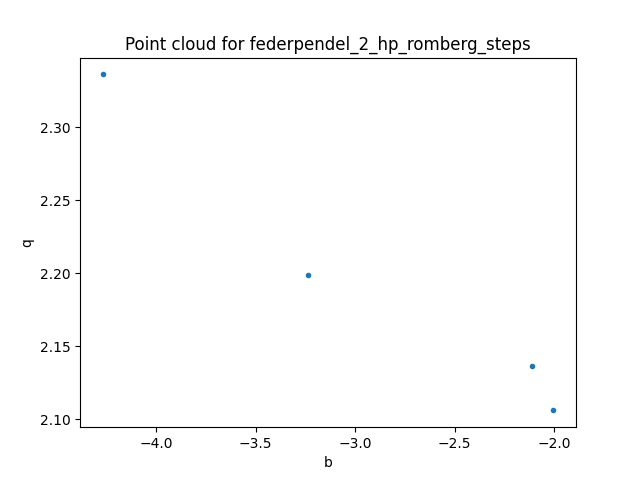 Point cloud for federpendel_2_hp_romberg_steps
2.30
2.25
q
2.20
2.15
2.10
−4.0 −3.5 −3.0 −2.5 −2.0
b